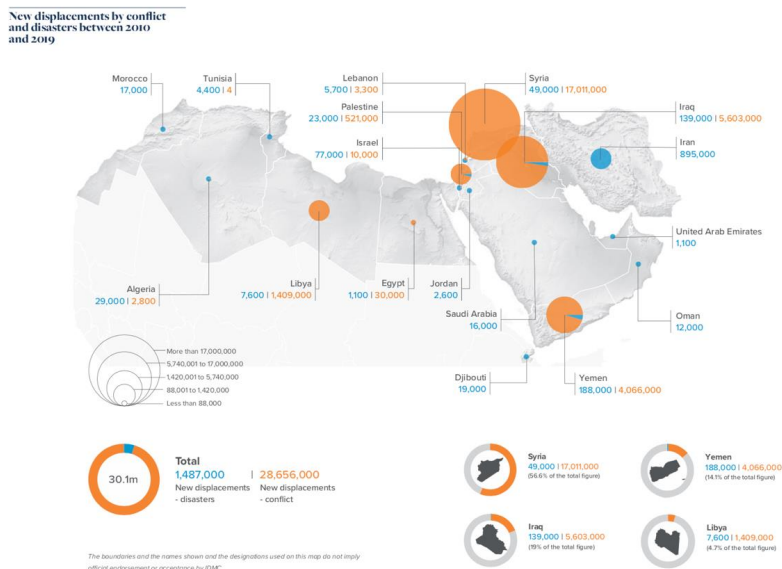 New displacements by conflict
and disasters between 2010
and 2019
Morocco
17,000
Tunisia
4,400 | 4
Lebanon
5,700 | 3,300
Syria
49,000 | 17,011,000
Palestine
23,000 | 521,000
Iraq
139,000 | 5,603,000
Israel
77,000 | 10,000
Iran
895,000
United Arab Emirates
1,100
Algeria
29,000 | 2,800
Libya
7,600 | 1,409,000
Egypt
1,100 | 30,000
Jordan
2,600
Saudi Arabia
16,000
Oman
12,000
Djibouti
19,000
Yemen
188,000 | 4,066,000
More than 17,000,000
5,740,001 to 17,000,000
1,420,001 to 5,740,000
88,001 to 1,420,000
Less than 88,000
30.1m
Total
1,487,000 | 28,656,000
New displacements New displacements
- disasters - conflict
Syria
49,000 | 17,011,000
(56.6% of the total figure)
Yemen
188,000 | 4,066,000
(14.1% of the total figure)
Iraq
139,000 | 5,603,000
(19% of the total figure)
Libya
7,600 | 1,409,000
(4.7% of the total figure)
The boundaries and the names shown and the designations used on this map do not imply
official endorsement or acceptance by IDMC